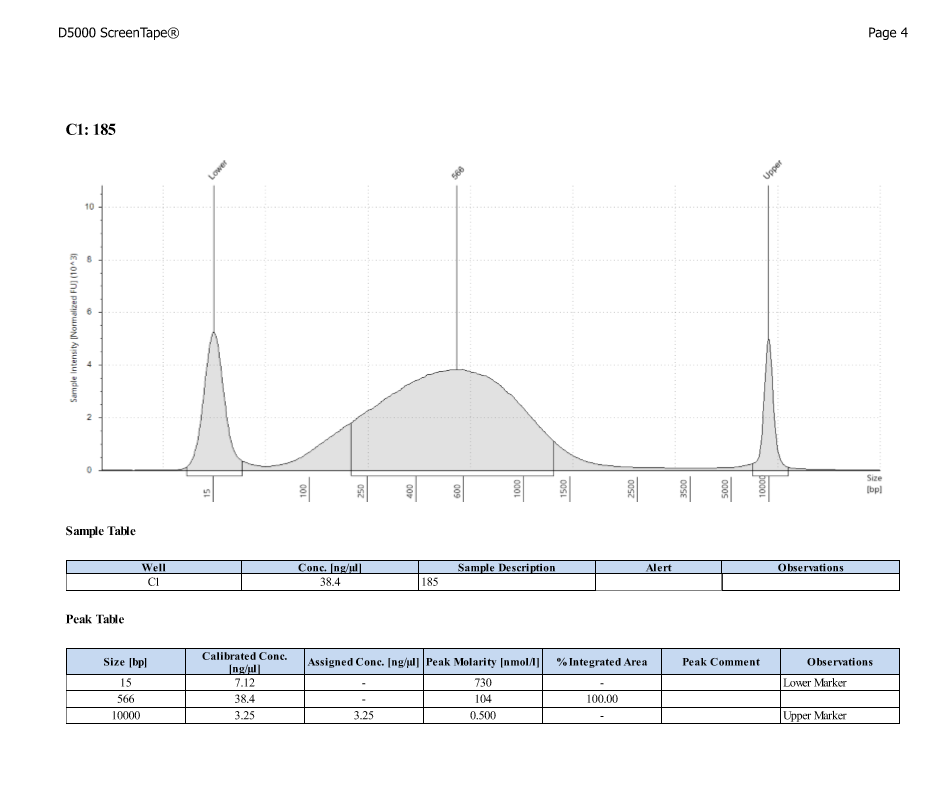 D5000 ScreenTape® Page 4
C1: 185
Lower 566 Upper
Sample Intensity [Normalized FU] (10^3)
10
8
6
4
2
0
15 100 250 400 600 1000 1500 2500 3500 5000 10000 Size [bp]
Sample Table
Well Conc. [ng/µl] Sample Description Alert Observations
C1 38.4 185
Peak Table
Size [bp] Calibrated Conc. [ng/µl] Assigned Conc. [ng/µl] Peak Molarity [nmol/l] % Integrated Area Peak Comment Observations
15 7.12 - 730 - Lower Marker
566 38.4 - 104 100.00
10000 3.25 3.25 0.500 - Upper Marker